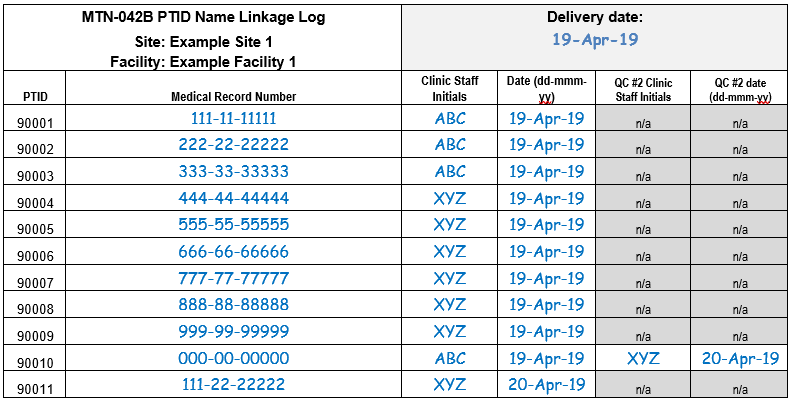 MTN-042B PTID Name Linkage Log
Site: Example Site 1
Facility: Example Facility 1
Delivery date:
19-Apr-19
PTID Medical Record Number Clinic Staff Initials Date (dd-mmm-yy) QC #2 Clinic Staff Initials QC #2 date (dd-mmm-yy)
90001 111-11-11111 ABC 19-Apr-19 n/a n/a
90002 222-22-22222 ABC 19-Apr-19 n/a n/a
90003 333-33-33333 ABC 19-Apr-19 n/a n/a
90004 444-44-44444 XYZ 19-Apr-19 n/a n/a
90005 555-55-55555 XYZ 19-Apr-19 n/a n/a
90006 666-66-66666 XYZ 19-Apr-19 n/a n/a
90007 777-77-77777 XYZ 19-Apr-19 n/a n/a
90008 888-88-88888 XYZ 19-Apr-19 n/a n/a
90009 999-99-99999 XYZ 19-Apr-19 n/a n/a
90010 000-00-00000 ABC 19-Apr-19 XYZ 20-Apr-19
90011 111-22-22222 XYZ 20-Apr-19 n/a n/a